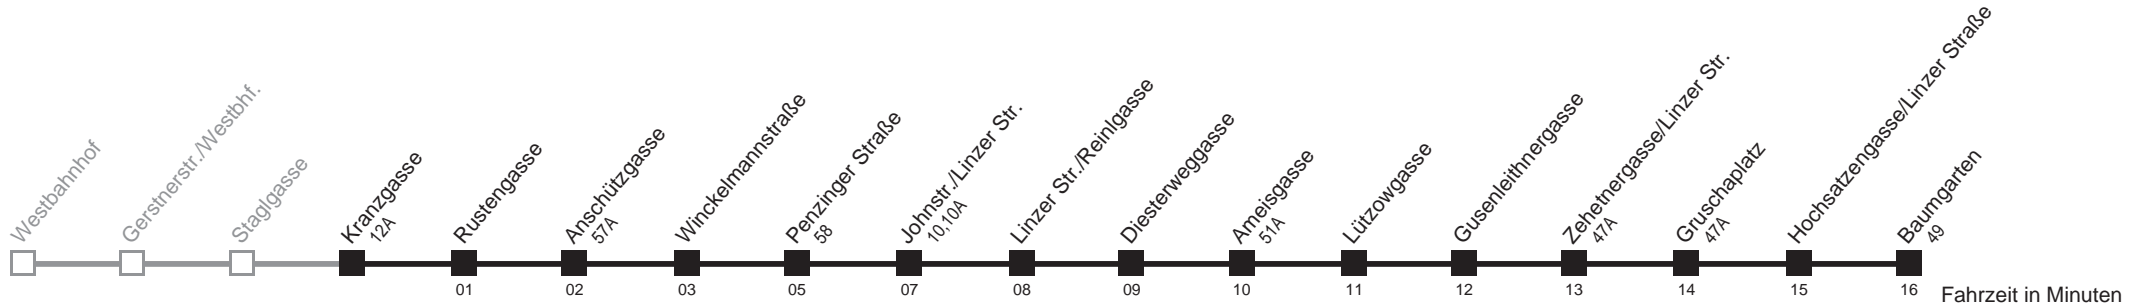 Westbahnhof
Gerstnerstr./Westbhf.
Staglgasse
Kranzgasse
12A
Rustengasse
Anschützgasse
57A
Winckelmannstraße
Penzinger Straße
58
Johnstr./Linzer Str.
10,10A
Linzer Str./Reinlgasse
Diesterweggasse
Ameisgasse
51A
Lützowgasse
Gusenleithnergasse
Zehetnergasse/Linzer Str.
47A
Gruschaplatz
47A
Hochsatzengasse/Linzer Straße
Baumgarten
49
01 02 03 05 07 08 09 10 11 12 13 14 15 16 Fahrzeit in Minuten